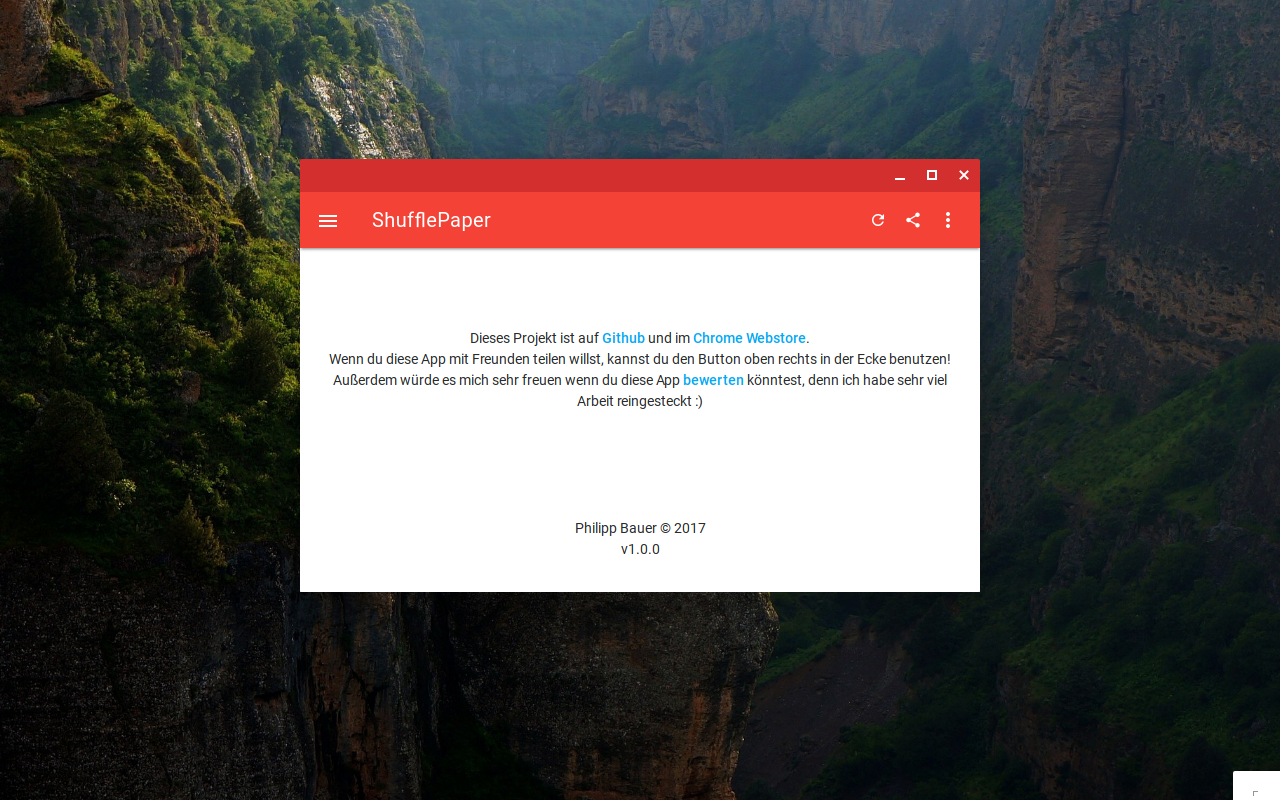 ShufflePaper
Dieses Projekt ist auf Github und im Chrome Webstore.
Wenn du diese App mit Freunden teilen willst, kannst du den Button oben rechts in der Ecke benutzen!
Außerdem würde es mich sehr freuen wenn du diese App bewerten könntest, denn ich habe sehr viel
Arbeit reingesteckt :)
Philipp Bauer © 2017
v1.0.0